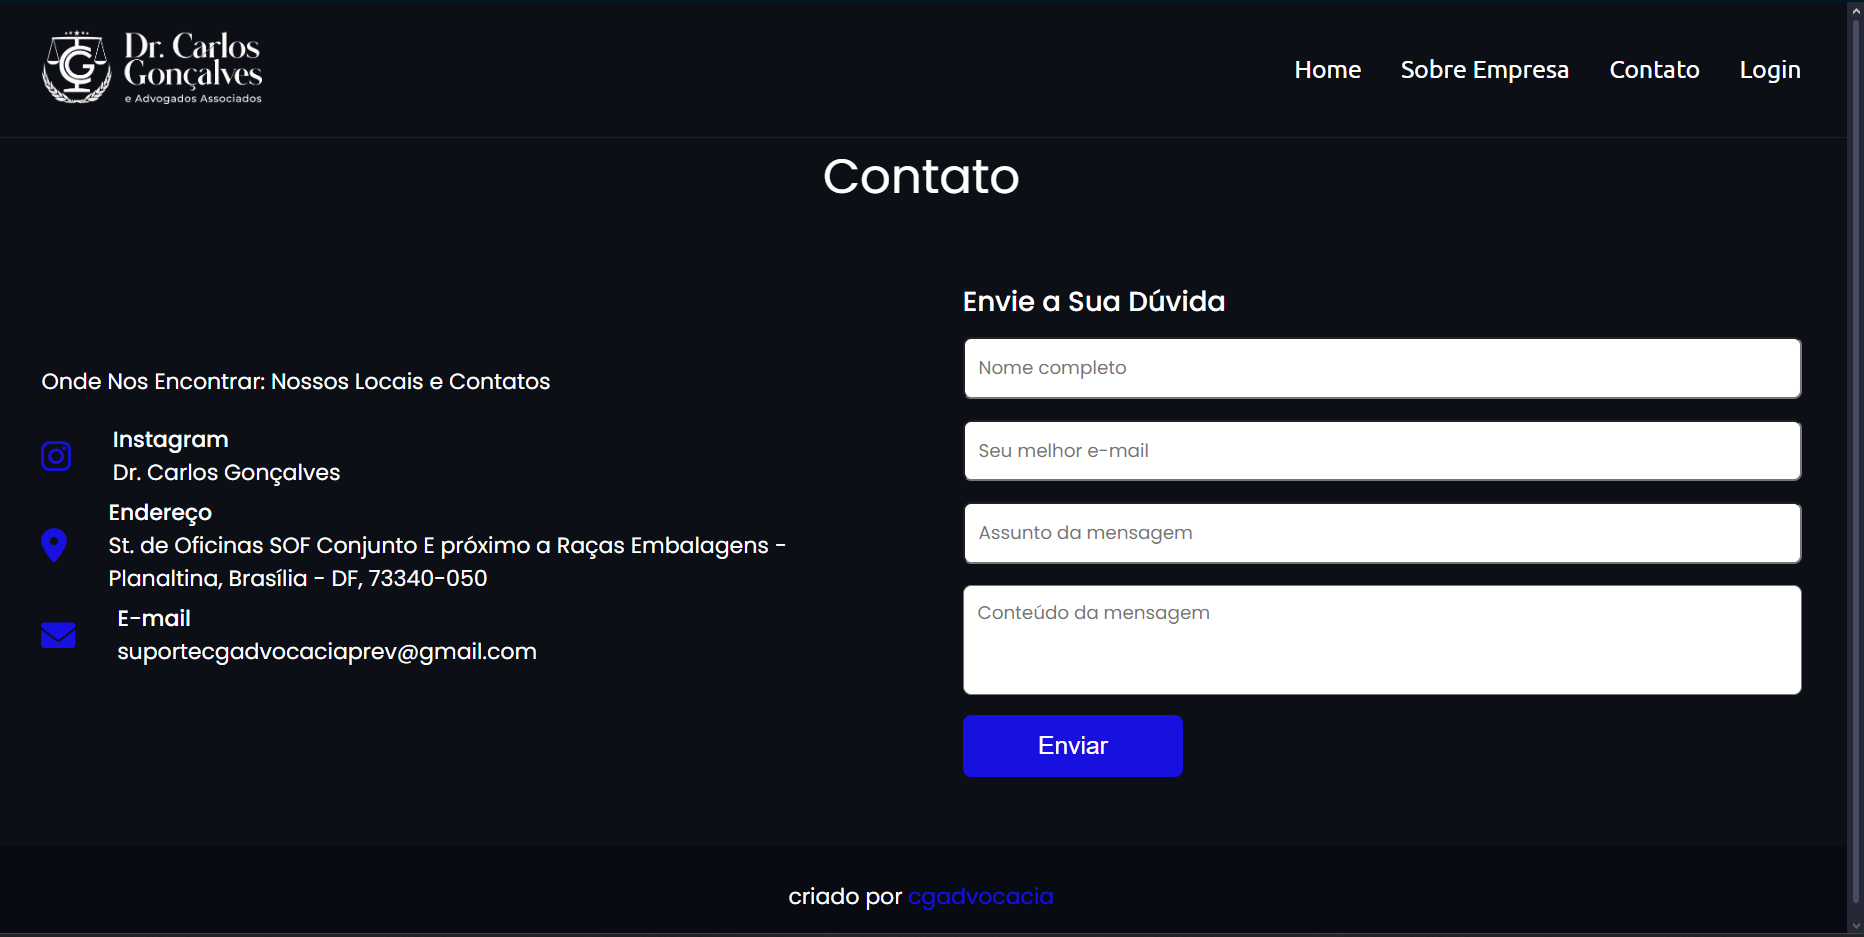 Dr. Carlos
Gonçalves
e Advogados Associados
Home Sobre Empresa Contato Login
Contato
Onde Nos Encontrar: Nossos Locais e Contatos
Instagram
Dr. Carlos Gonçalves
Endereço
St. de Oficinas SOF Conjunto E próximo a Raças Embalagens -
Planaltina, Brasília - DF, 73340-050
E-mail
suportecgadvocaciaprev@gmail.com
Envie a Sua Dúvida
Nome completo
Seu melhor e-mail
Assunto da mensagem
Conteúdo da mensagem
Enviar
criado por cgadvocacia